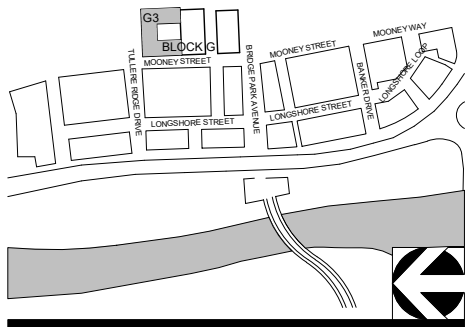 G3
BLOCK G
MOONEY STREET
TULLERE RIDGE DRIVE
BRIDGE PARK AVENUE
MOONEY STREET
MOONEY WAY
BANKER DRIVE
LONGSHORE LOOP
LONGSHORE STREET
LONGSHORE STREET